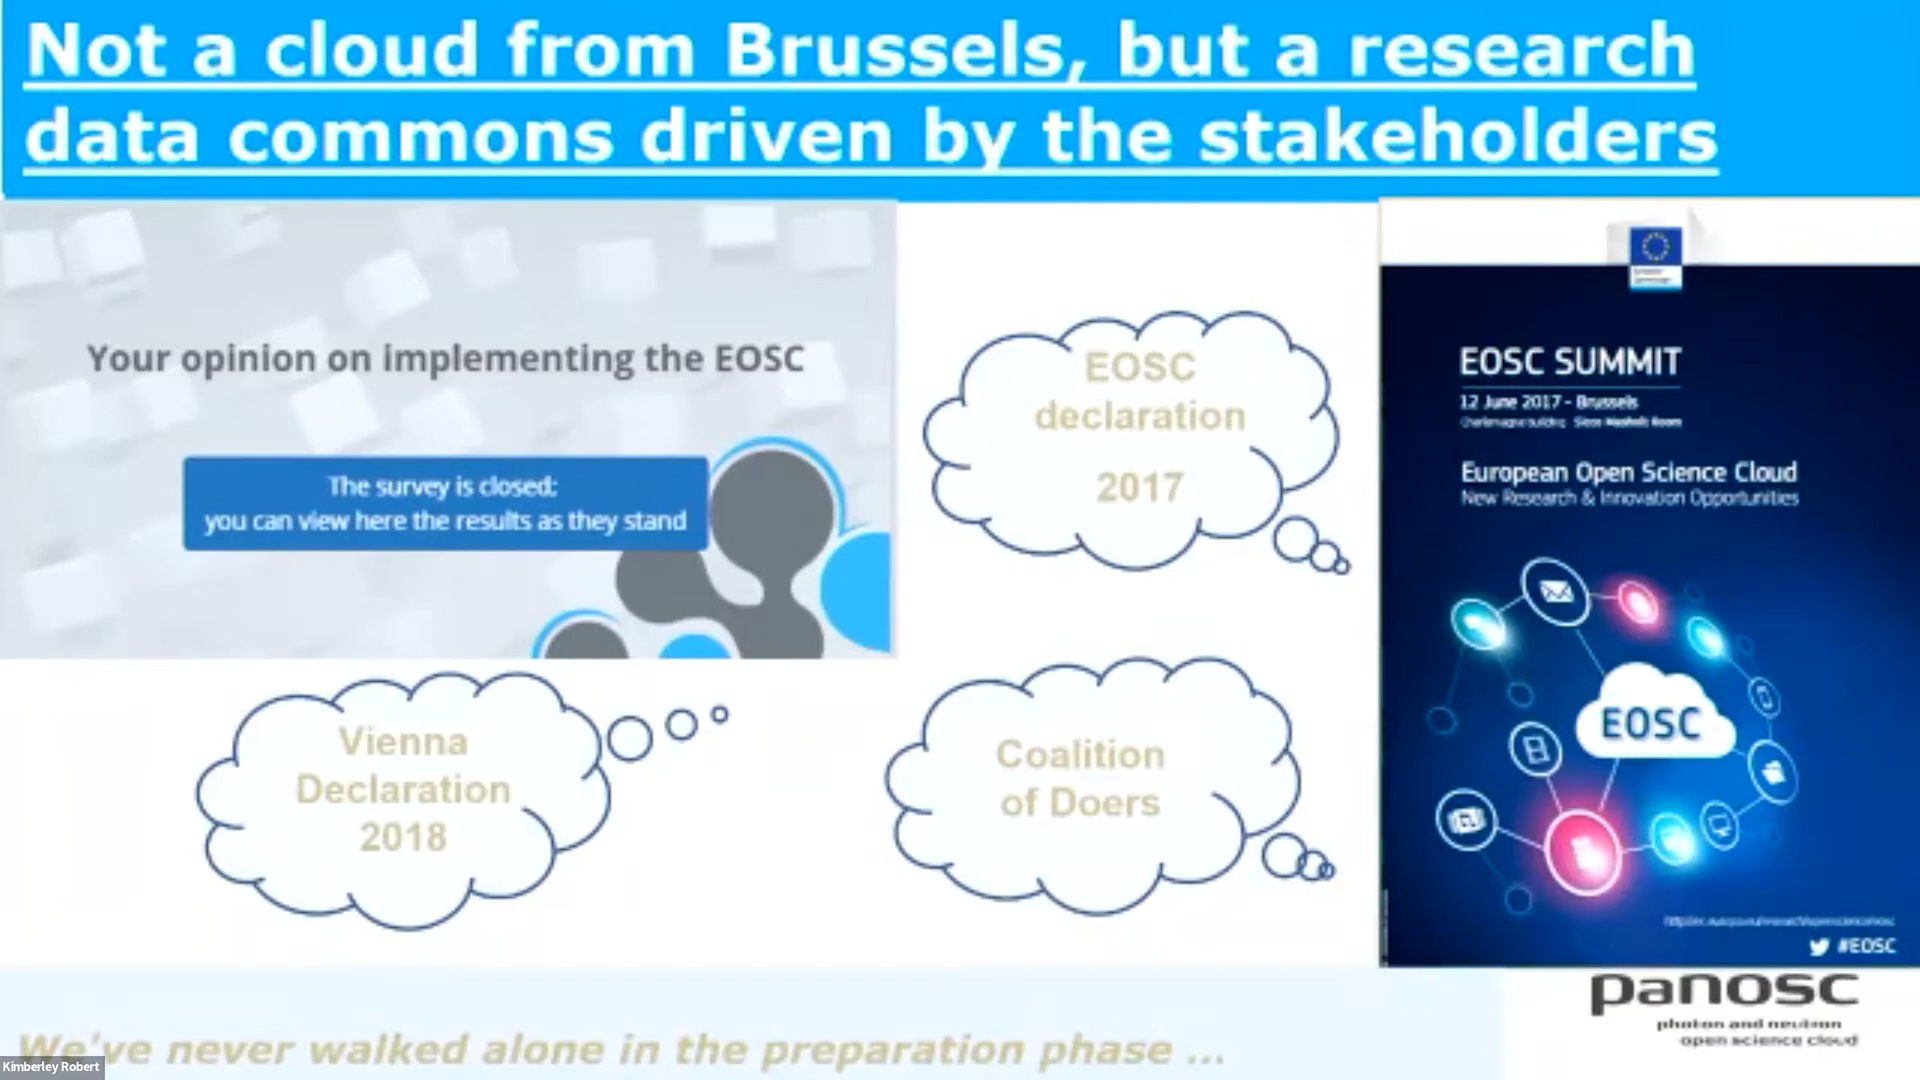 Not a cloud from Brussels, but a research
data commons driven by the stakeholders
Your opinion on implementing the EOSC
The survey is closed:
you can view here the results as they stand
EOSC
declaration
2017
Vienna
Declaration
2018
Coalition
of Doers
EOSC SUMMIT
12 June 2017 - Brussels
Charlemagne building Room
European Open Science Cloud
New Research & Innovation Opportunities
EOSC
#EOSC
panosc
photon and neutron
open science cloud
We've never walked alone in the preparation phase ...
Kimberley Robert